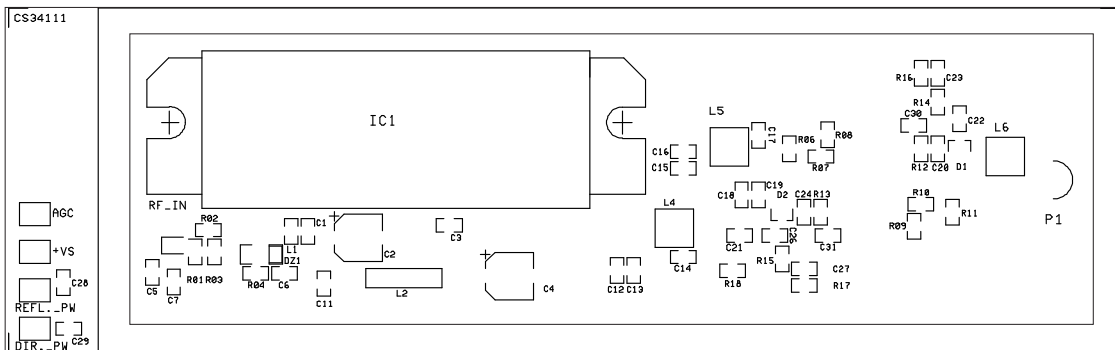 CS34111
R16
C23
R14
L5
C30
C22
IC1
C17
R06
R08
L6
C16
C15
R07
R12
C20
D1
C18
C19
C24
R13
R10
RF_IN
L4
D2
R09
R11
P1
AGC
R02
C1
C3
C21
C26
C31
+VS
L1
DZ1
C2
R15
C14
R01
R03
C27
R18
R17
C28
C5
C7
R04
C6
C11
L2
C4
C12
C13
REFL._PW
DIR._PW
C29